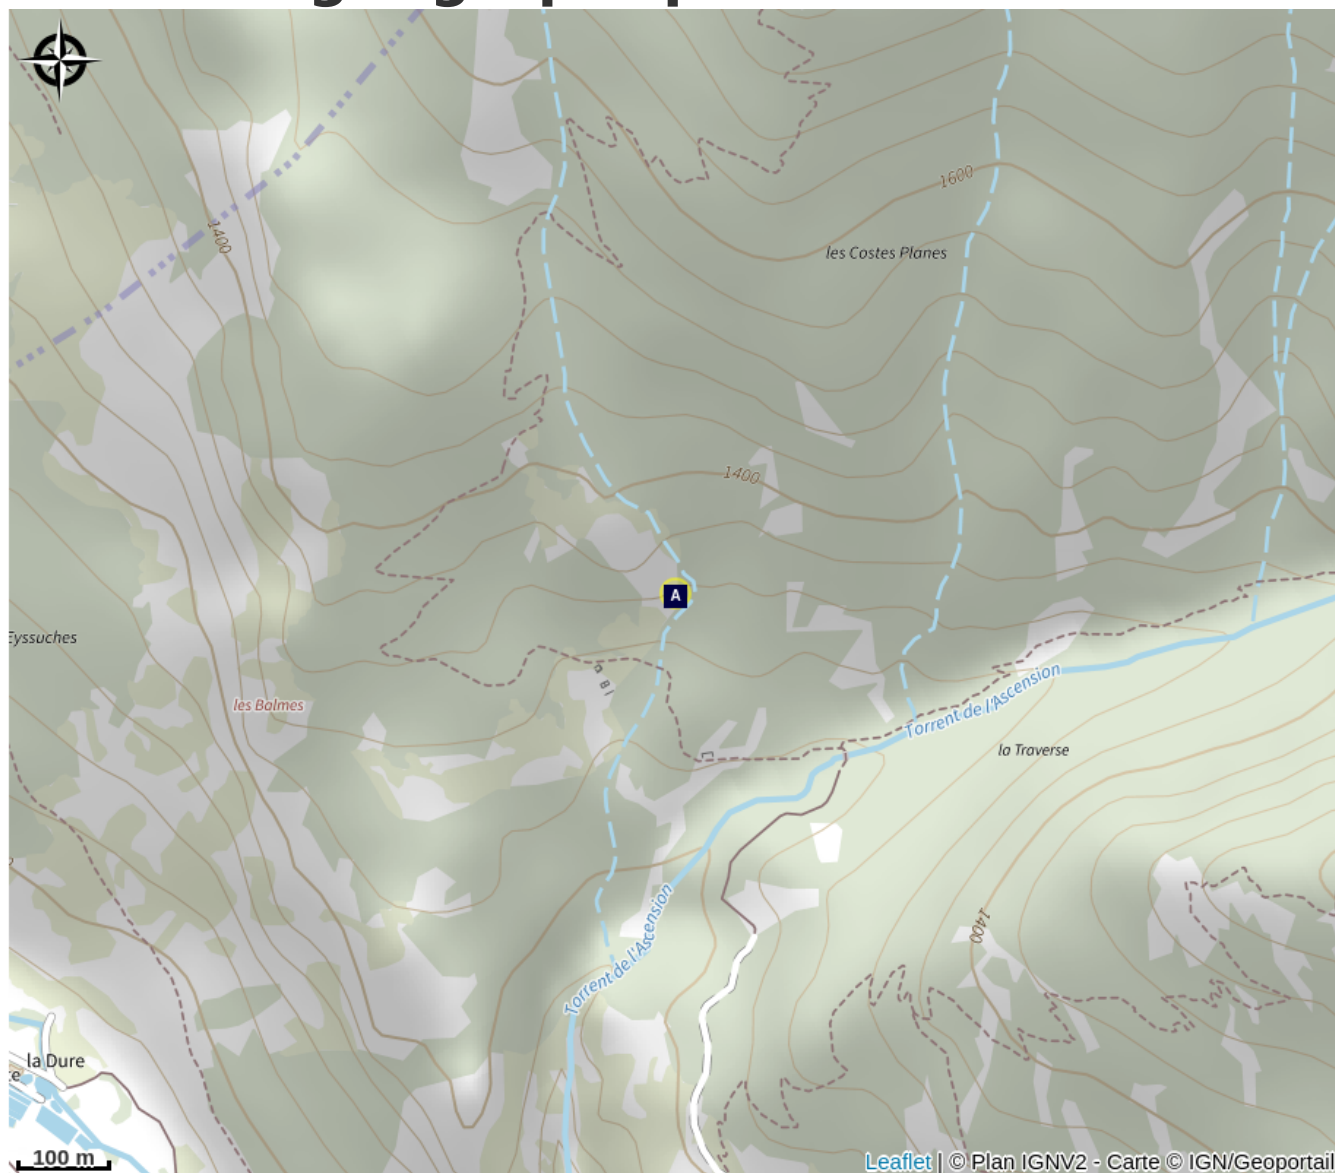 1600
1400
les Costes Planes
1400
A
Eyssuches
les Balmes
Torrent de l'Ascension
la Traverse
Torrent de l'Ascension
1400
la Dure
te
100 m
Leaflet | © Plan IGNV2 - Carte © IGN/Geoportail